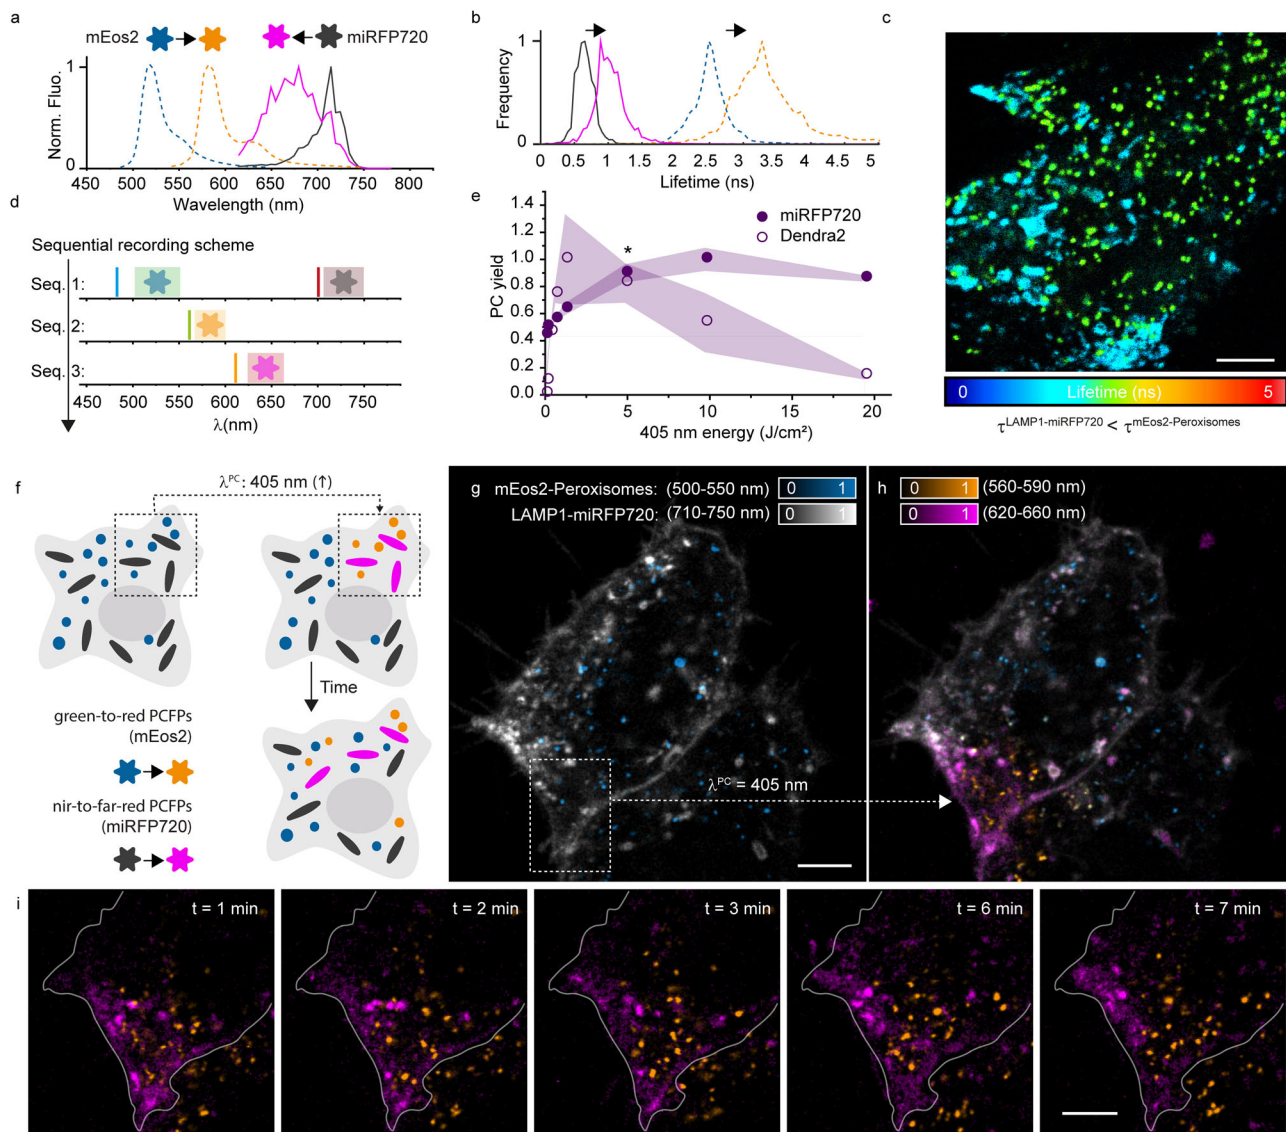 a
mEos2
miRFP720
Norm. Fluo.
1
0
450 500 550 600 650 700 750 800
Wavelength (nm)
b
Frequency
1
0
0 0.5 1 1.5 2 2.5 3 3.5 4 4.5 5
Lifetime (ns)
c
0 Lifetime (ns) 5
τ^LAMP1-miRFP720 < τ^mEos2-Peroxisomes
d
Sequential recording scheme
Seq. 1:
Seq. 2:
Seq. 3:
450 500 550 600 650 700 750
λ(nm)
e
PC yield
1.4
1.2
1.0
0.8
0.6
0.4
0.2
0.0
0 5 10 15 20
405 nm energy (J/cm²)
miRFP720
Dendra2
*
f
λ^PC: 405 nm (↑)
Time
green-to-red PCFPs
(mEos2)
nir-to-far-red PCFPs
(miRFP720)
g
mEos2-Peroxisomes: (500-550 nm) 0 1
LAMP1-miRFP720: (710-750 nm) 0 1
λ^PC = 405 nm
h
0 1 (560-590 nm)
0 1 (620-660 nm)
i
t = 1 min
t = 2 min
t = 3 min
t = 6 min
t = 7 min